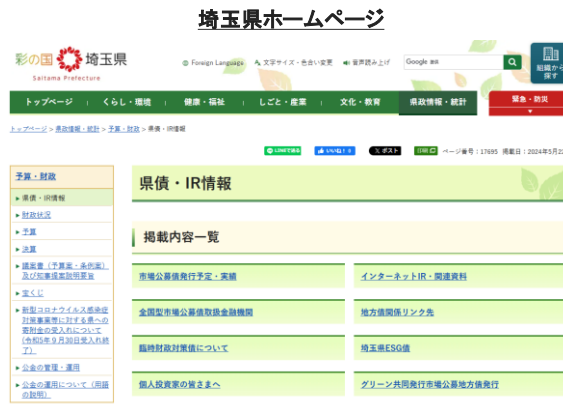 埼玉県ホームページ
彩の国 埼玉県
Saitama Prefecture
Foreign Language 文字サイズ・色合い変更 音声読み上げ
組織から
探す
トップページ くらし・環境 健康・福祉 しごと・産業 文化・教育 県政情報・統計 緊急・防災
トップページ > 県政情報・統計 > 予算・財政 > 県債・IR情報
LINEで送る いいね! 0 ポスト 印刷 ページ番号：17695 掲載日：2024年5月22
予算・財政
県債・IR情報
財政状況
予算
決算
議案書（予算案・条例案）
及び知事提案説明要旨
宝くじ
新型コロナウイルス感染症
対策事業等に対する県への
寄附金の受入れについて
（令和5年９月30日受入れ終
了）
公金の管理・運用
公金の運用について（用語
の説明）
県債・IR情報
掲載内容一覧
市場公募債発行予定・実績 インターネットIR・関連資料
全国型市場公募債取扱金融機関 地方債関係リンク先
臨時財政対策債について 埼玉県ESG債
個人投資家の皆さまへ グリーン共同発行市場公募地方債発行